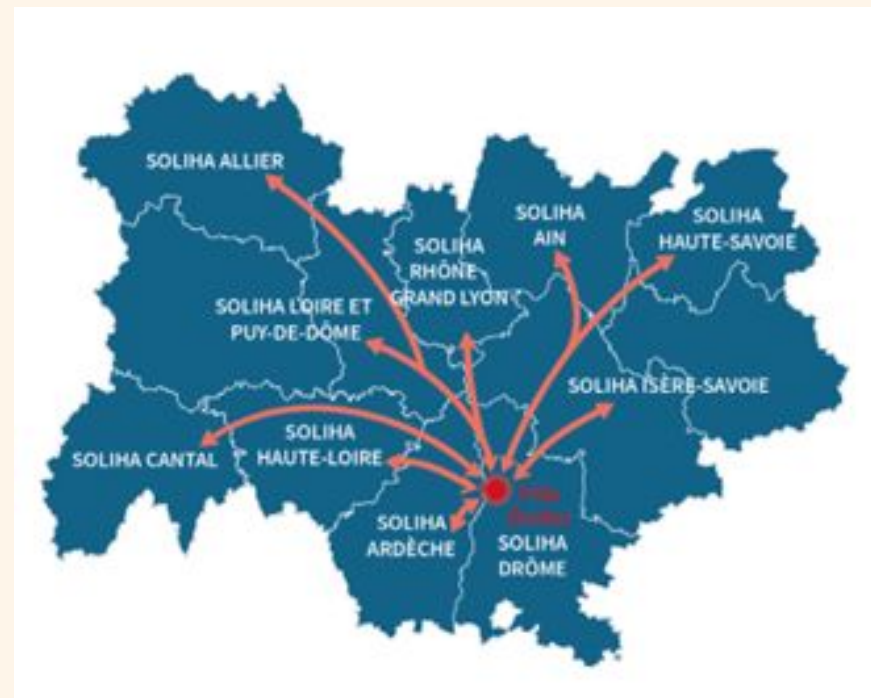 SOLIHA ALLIER
SOLIHA
AIN
SOLIHA
HAUTE-SAVOIE
SOLIHA
RHÔNE
GRAND LYON
SOLIHA LOIRE ET
PUY-DE-DÔME
SOLIHA ISÈRE-SAVOIE
SOLIHA CANTAL
SOLIHA
HAUTE-LOIRE
SOLIHA
ARDÈCHE
SOLIHA
DRÔME